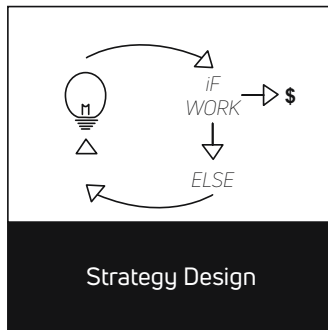 iF
WORK
$
ELSE
Strategy Design